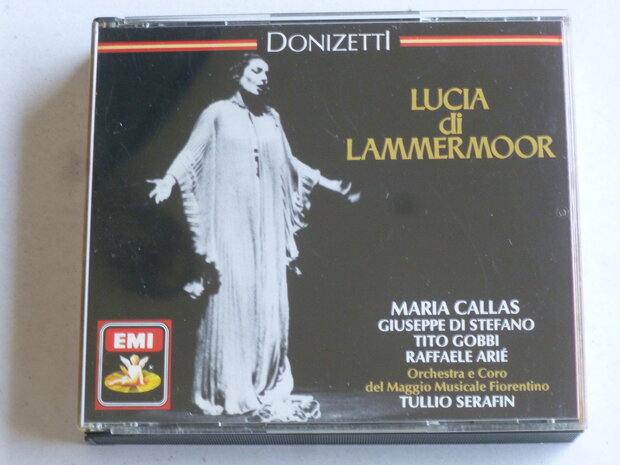 DONIZETTI
LUCIA
di
LAMMERMOOR
MARIA CALLAS
GIUSEPPE DI STEFANO
TITO GOBBI
RAFFAELE ARIÉ
Orchestra e Coro
del Maggio Musicale Fiorentino
TULLIO SERAFIN
EMI